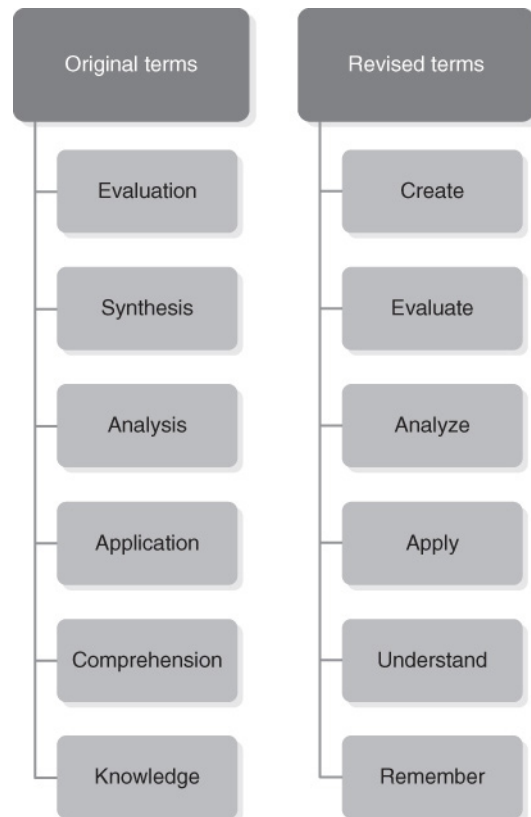 Original terms
Evaluation
Synthesis
Analysis
Application
Comprehension
Knowledge
Revised terms
Create
Evaluate
Analyze
Apply
Understand
Remember